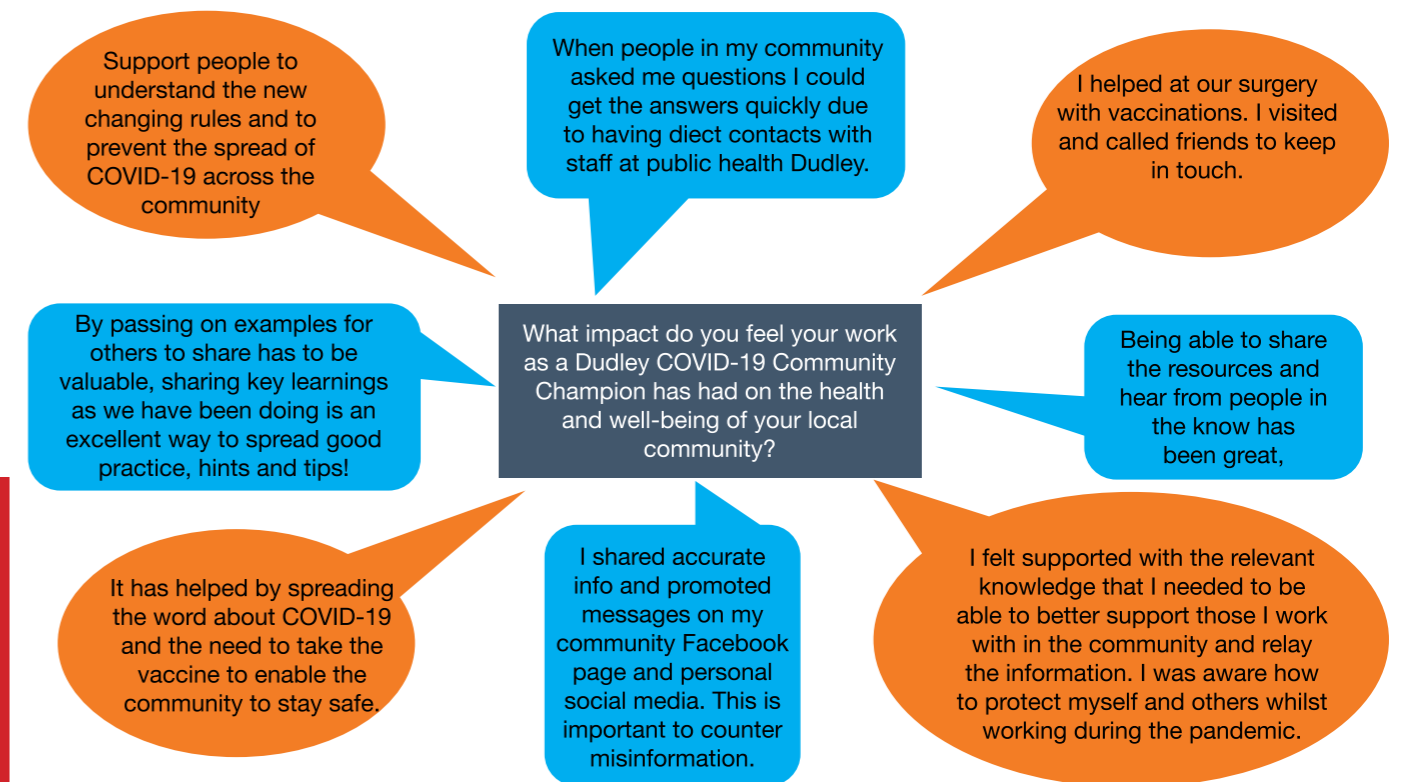 Support people to
understand the new
changing rules and to
prevent the spread of
COVID-19 across the
community
When people in my community
asked me questions I could
get the answers quickly due
to having diect contacts with
staff at public health Dudley.
I helped at our surgery
with vaccinations. I visited
and called friends to keep
in touch.
By passing on examples for
others to share has to be
valuable, sharing key learnings
as we have been doing is an
excellent way to spread good
practice, hints and tips!
What impact do you feel your work
as a Dudley COVID-19 Community
Champion has had on the health
and well-being of your local
community?
Being able to share
the resources and
hear from people in
the know has
been great,
It has helped by spreading
the word about COVID-19
and the need to take the
vaccine to enable the
community to stay safe.
I shared accurate
info and promoted
messages on my
community Facebook
page and personal
social media. This is
important to counter
misinformation.
I felt supported with the relevant
knowledge that I needed to be
able to better support those I work
with in the community and relay
the information. I was aware how
to protect myself and others whilst
working during the pandemic.